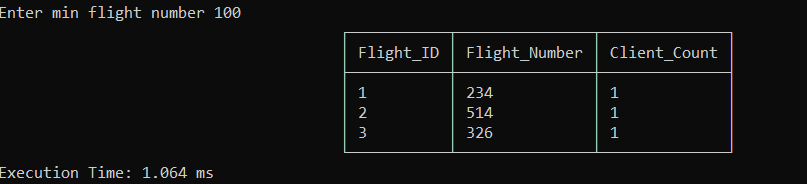 Enter min flight number 100
Flight_ID Flight_Number Client_Count
1 234 1
2 514 1
3 326 1
Execution Time: 1.064 ms